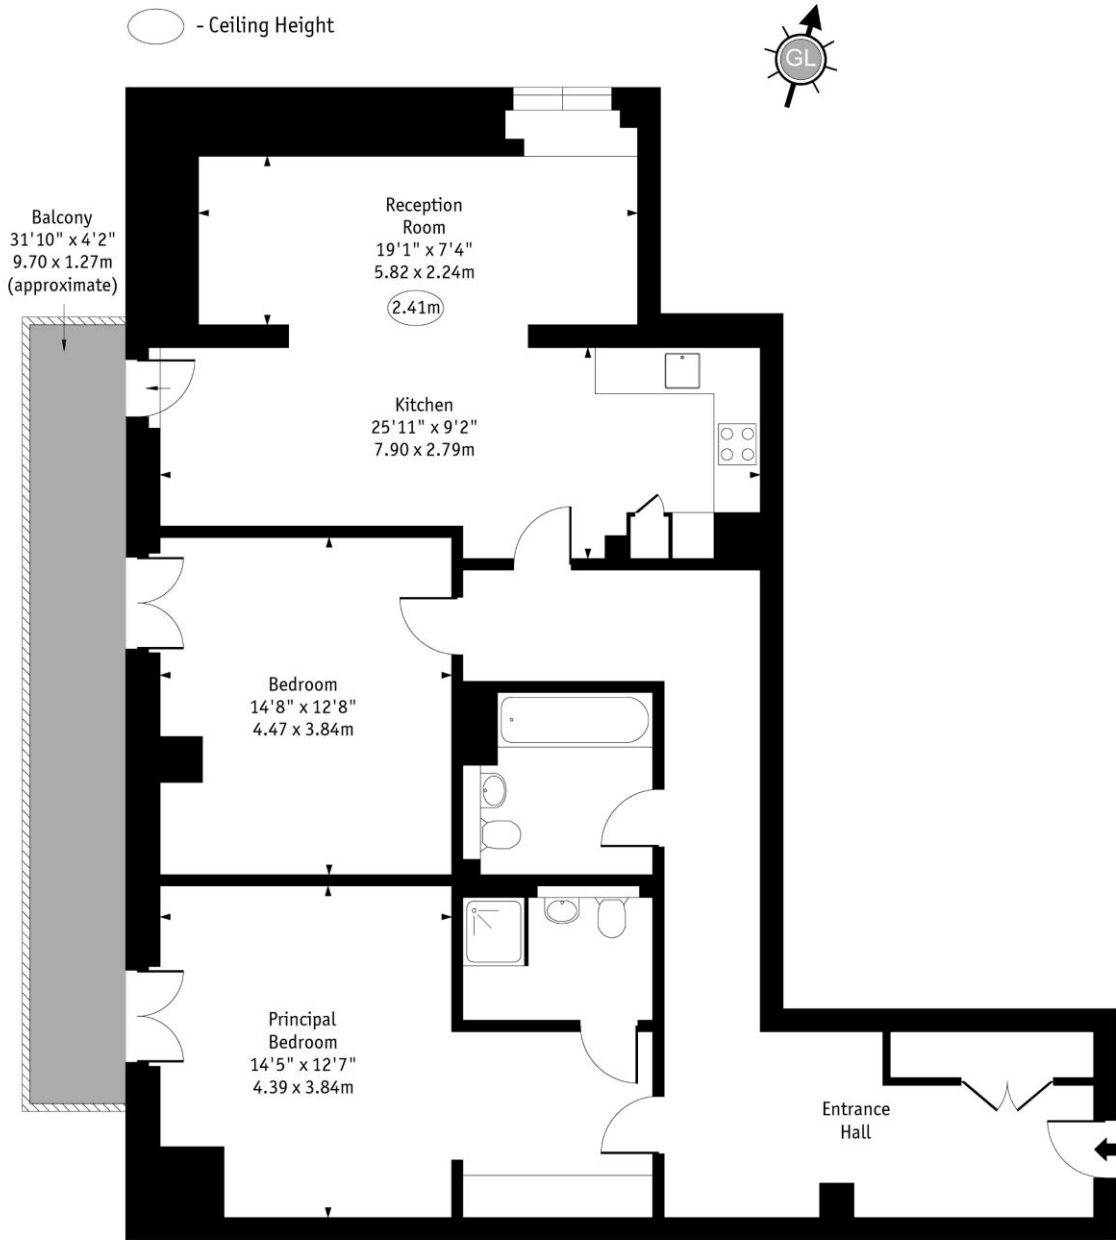 - Ceiling Height
GL
Balcony
31'10" x 4'2"
9.70 x 1.27m
(approximate)
Reception
Room
19'1" x 7'4"
5.82 x 2.24m
2.41m
Kitchen
25'11" x 9'2"
7.90 x 2.79m
Bedroom
14'8" x 12'8"
4.47 x 3.84m
Principal
Bedroom
14'5" x 12'7"
4.39 x 3.84m
Entrance
Hall